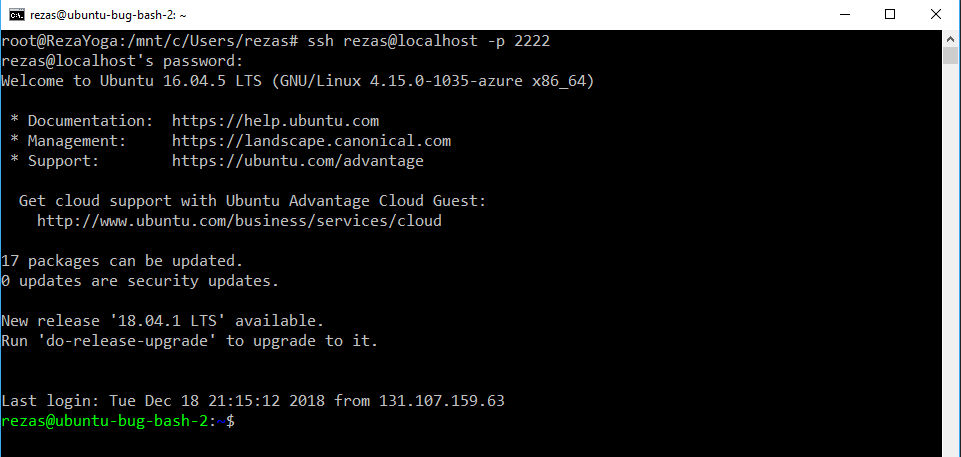 rezas@ubuntu-bug-bash-2: ~
root@RezaYoga:/mnt/c/Users/rezas# ssh rezas@localhost -p 2222
rezas@localhost's password:
Welcome to Ubuntu 16.04.5 LTS (GNU/Linux 4.15.0-1035-azure x86_64)
* Documentation:  https://help.ubuntu.com
* Management:     https://landscape.canonical.com
* Support:        https://ubuntu.com/advantage
Get cloud support with Ubuntu Advantage Cloud Guest:
http://www.ubuntu.com/business/services/cloud
17 packages can be updated.
0 updates are security updates.
New release '18.04.1 LTS' available.
Run 'do-release-upgrade' to upgrade to it.
Last login: Tue Dec 18 21:15:12 2018 from 131.107.159.63
rezas@ubuntu-bug-bash-2:~$